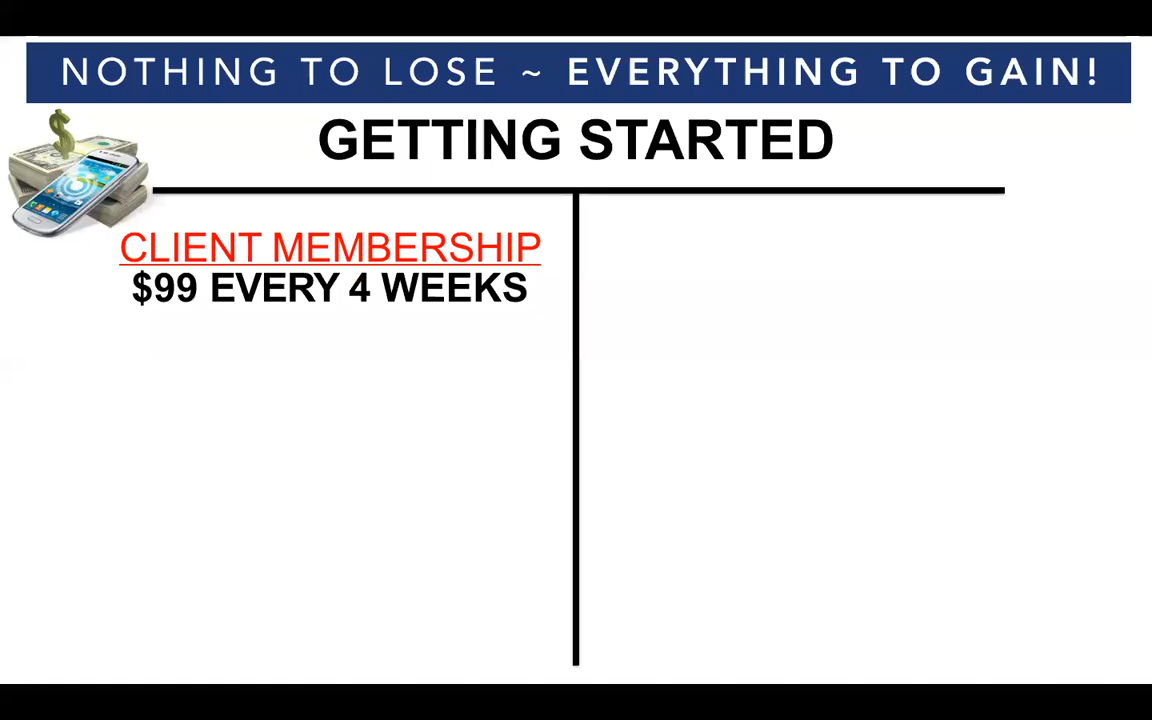 NOTHING TO LOSE ~ EVERYTHING TO GAIN!
GETTING STARTED
CLIENT MEMBERSHIP
$99 EVERY 4 WEEKS